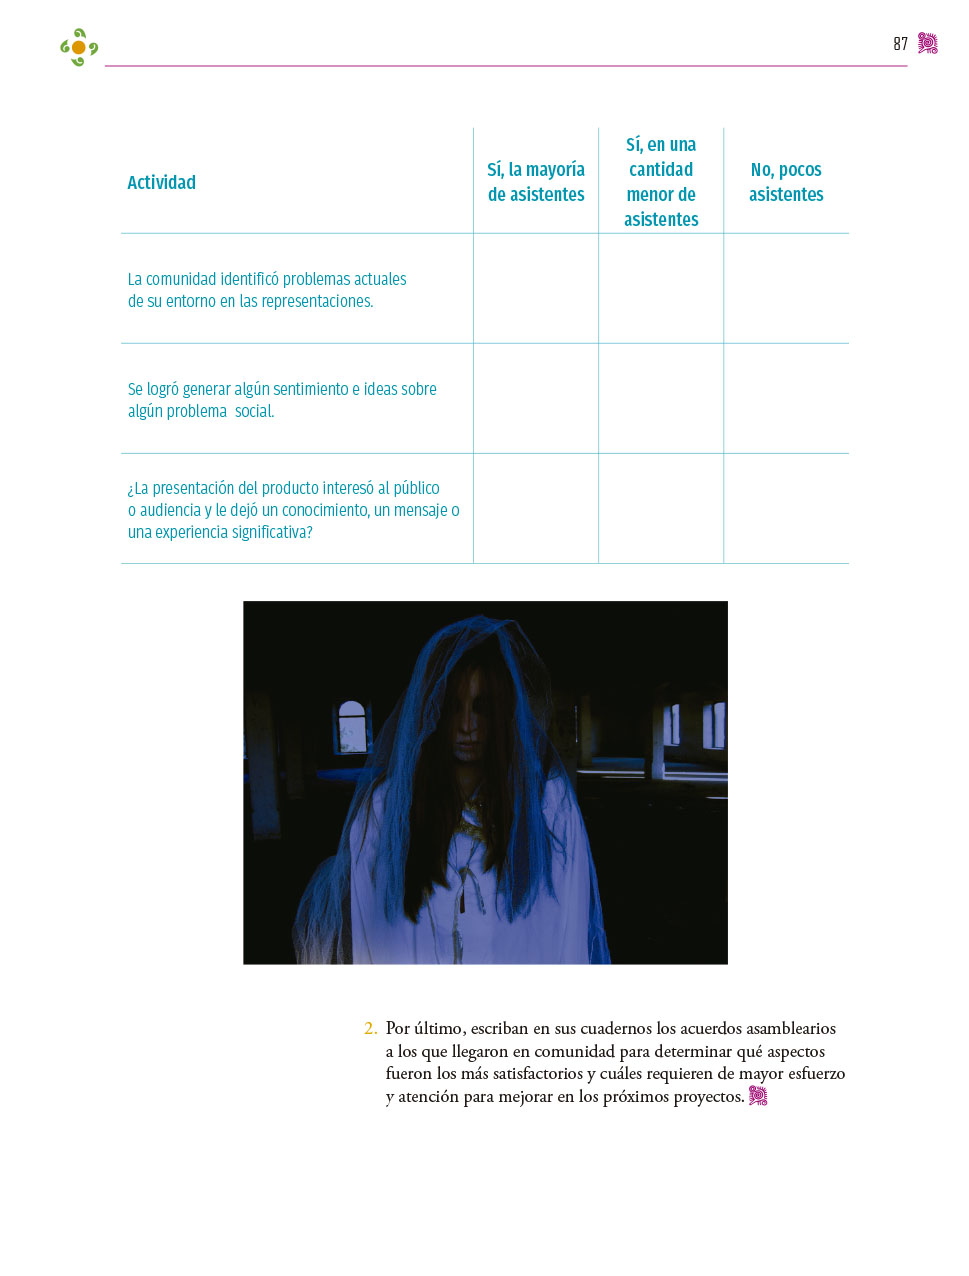 87
Actividad
Sí, la mayoría
de asistentes
Sí, en una
cantidad
menor de
asistentes
No, pocos
asistentes
La comunidad identificó problemas actuales
de su entorno en las representaciones.
Se logró generar algún sentimiento e ideas sobre
algún problema  social.
¿La presentación del producto interesó al público
o audiencia y le dejó un conocimiento, un mensaje o
una experiencia significativa?
2. Por último, escriban en sus cuadernos los acuerdos asamblearios
a los que llegaron en comunidad para determinar qué aspectos
fueron los más satisfactorios y cuáles requieren de mayor esfuerzo
y atención para mejorar en los próximos proyectos.